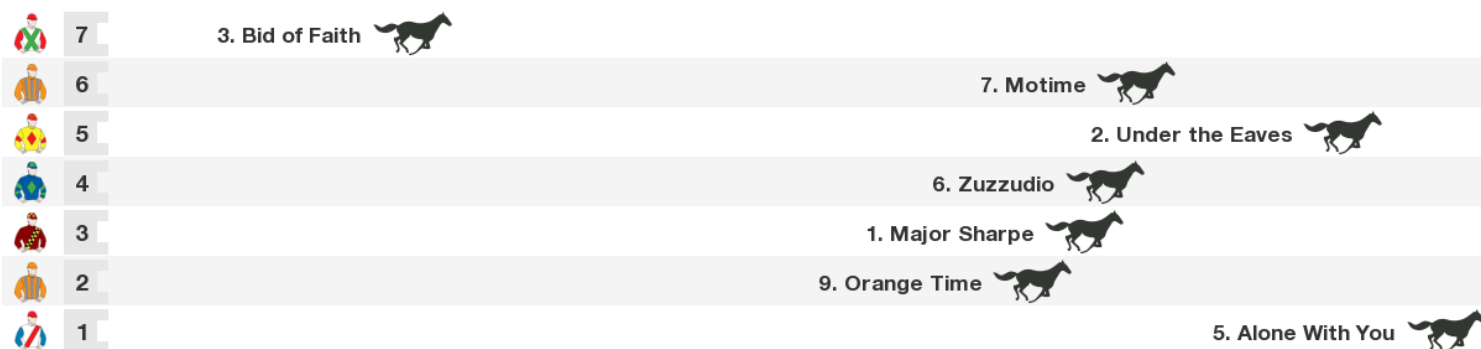 7 3. Bid of Faith
6 7. Motime
5 2. Under the Eaves
4 6. Zuzzudio
3 1. Major Sharpe
2 9. Orange Time
1 5. Alone With You